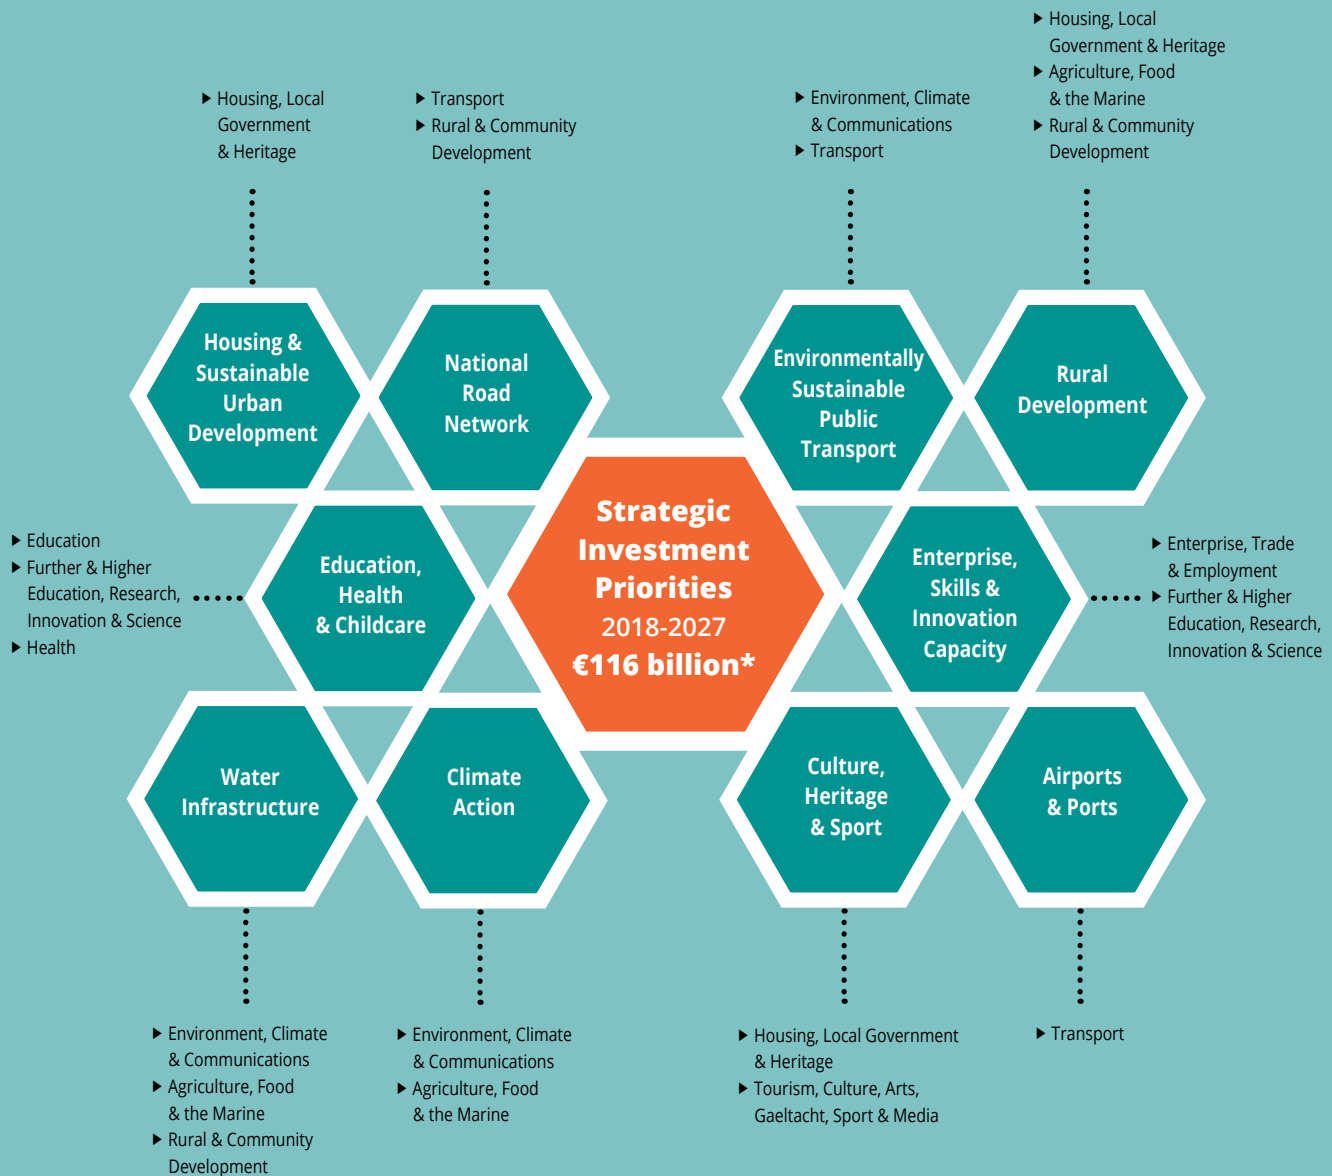 ▶ Housing, Local
Government
& Heritage
▶ Transport
▶ Rural & Community
Development
▶ Environment, Climate
& Communications
▶ Transport
▶ Housing, Local
Government & Heritage
▶ Agriculture, Food
& the Marine
▶ Rural & Community
Development
Housing &
Sustainable
Urban
Development
National
Road
Network
Environmentally
Sustainable
Public
Transport
Rural
Development
▶ Education
▶ Further & Higher
Education, Research,
Innovation & Science
▶ Health
Education,
Health
& Childcare
Strategic
Investment
Priorities
2018-2027
€116 billion*
Enterprise,
Skills &
Innovation
Capacity
▶ Enterprise, Trade
& Employment
▶ Further & Higher
Education, Research,
Innovation & Science
Water
Infrastructure
Climate
Action
Culture,
Heritage
& Sport
Airports
& Ports
▶ Environment, Climate
& Communications
▶ Agriculture, Food
& the Marine
▶ Rural & Community
Development
▶ Environment, Climate
& Communications
▶ Agriculture, Food
& the Marine
▶ Housing, Local Government
& Heritage
▶ Tourism, Culture, Arts,
Gaeltacht, Sport & Media
▶ Transport